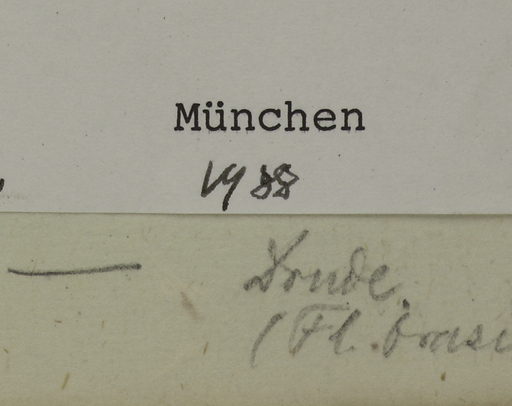 München
1988
Drude
(Fl. bras